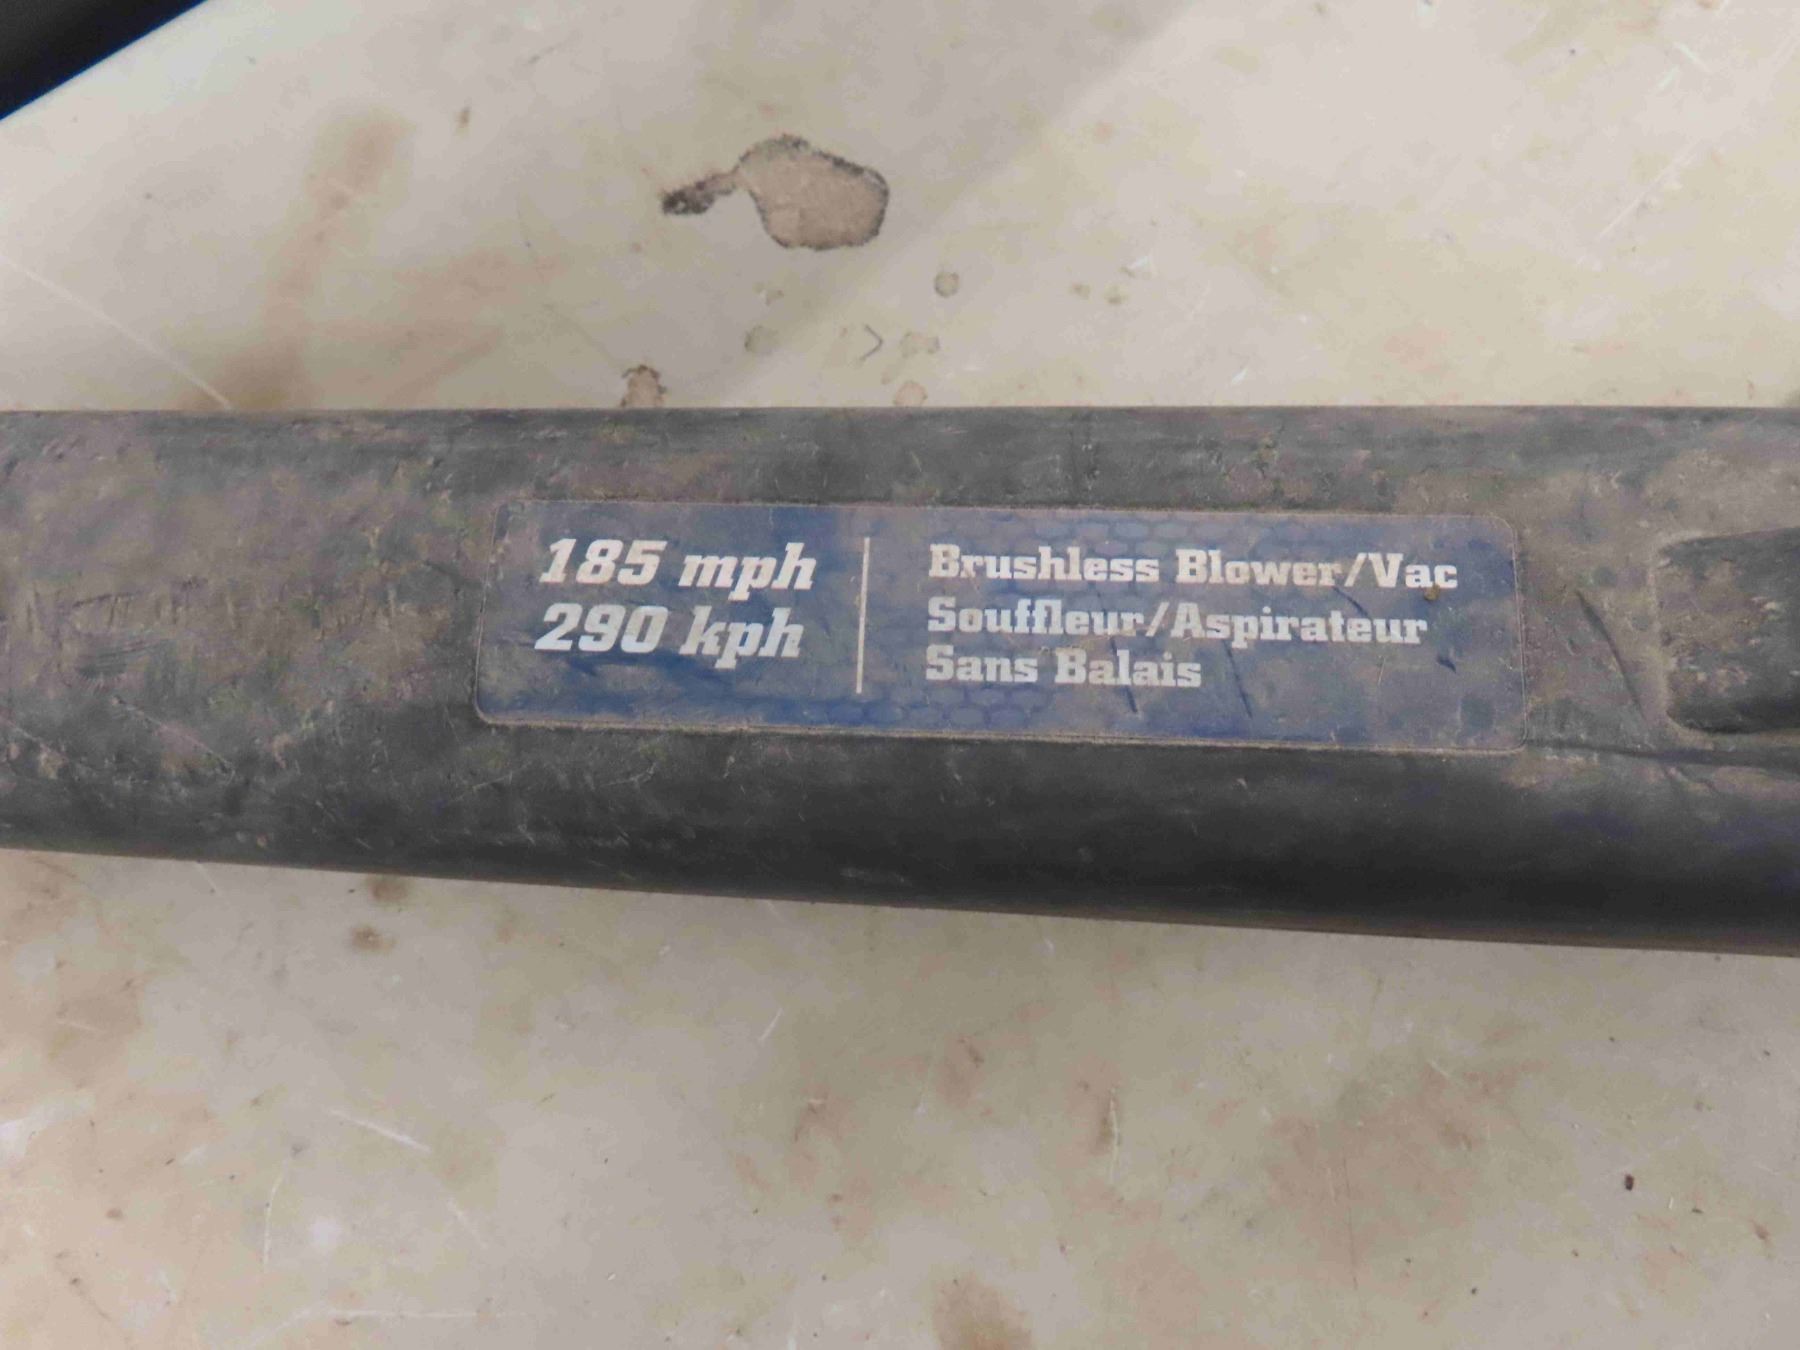 185 mph
290 kph
Brushless Blower/Vac
Souffleur/Aspirateur
Sans Balais